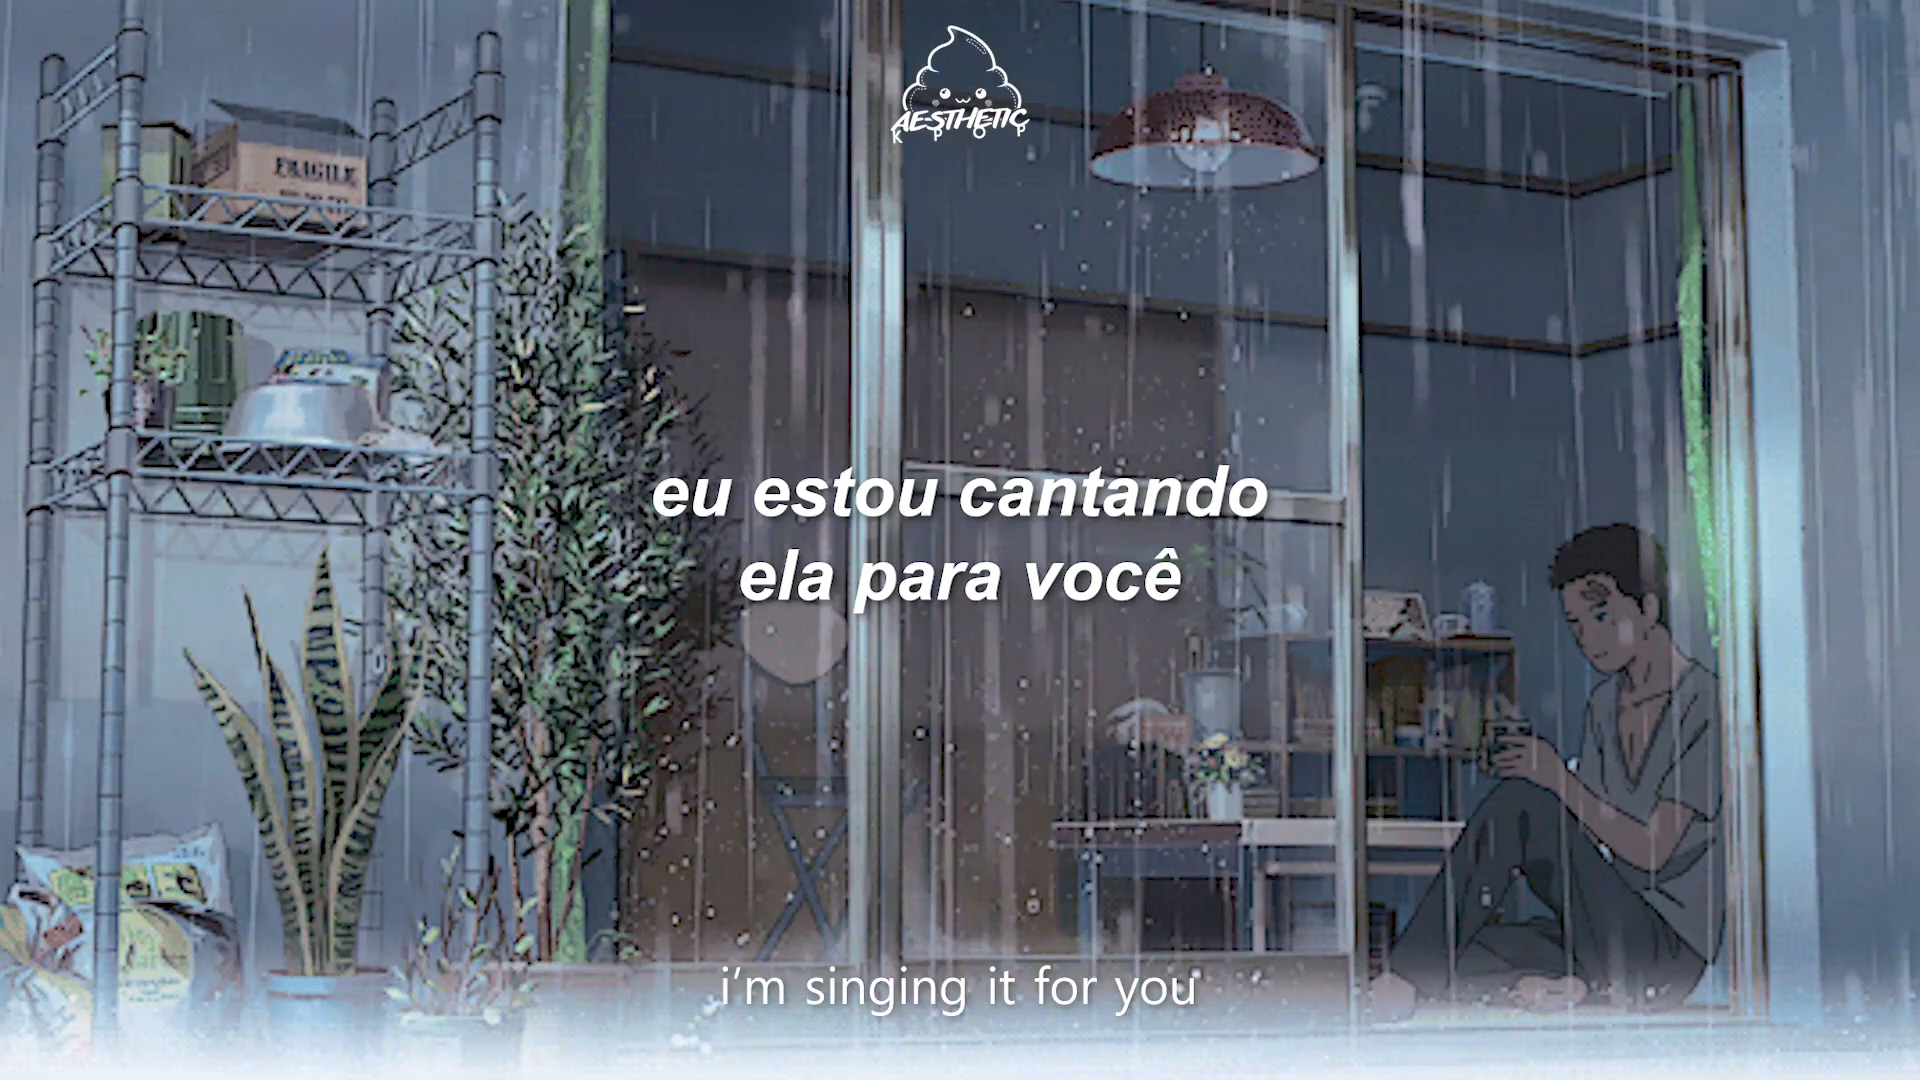 AESTHETIC
K P O P
FRAGILE
eu estou cantando
ela para você
i'm singing it for you